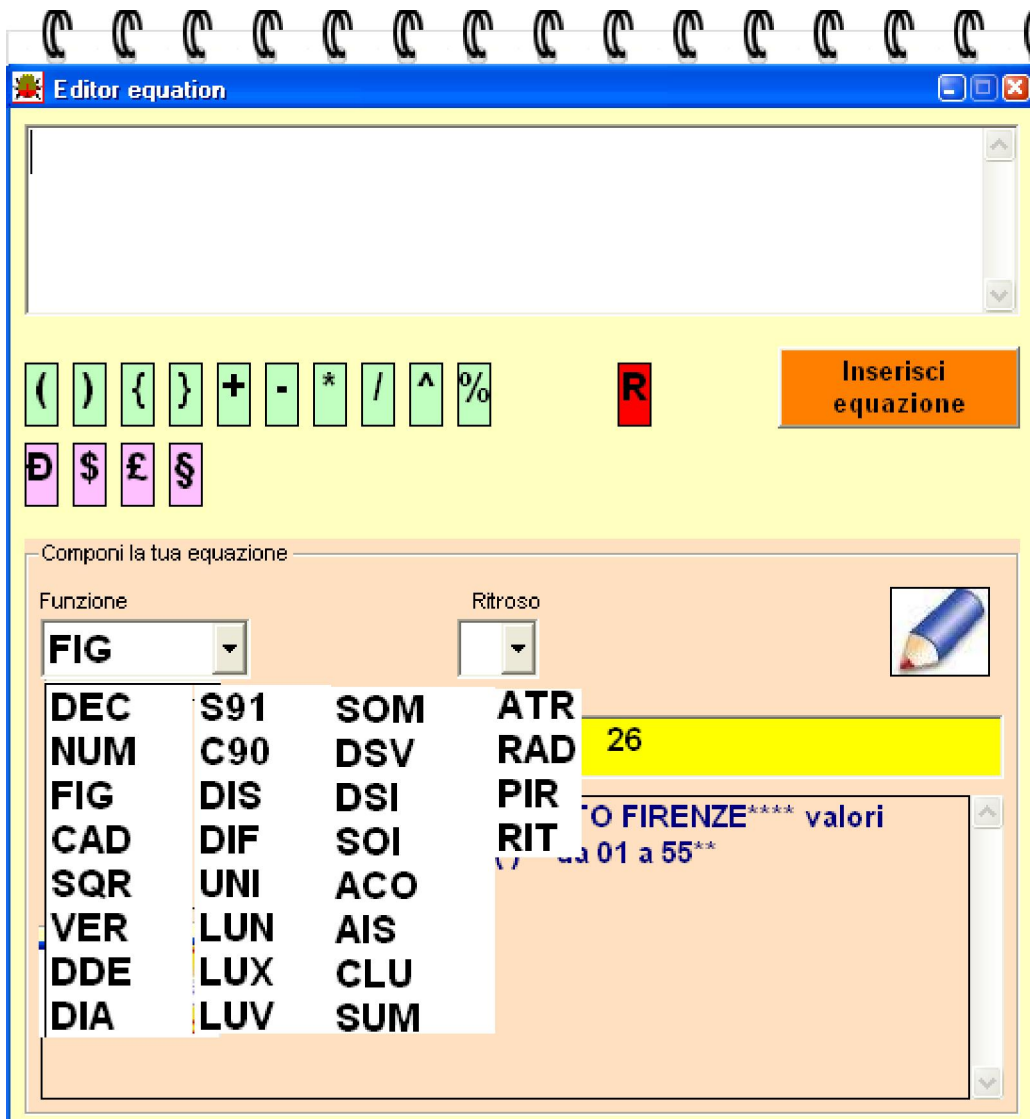 Editor equation
( ) { } + - * / ^ % R
Inserisci
equazione
Đ $ £ §
Componi la tua equazione
Funzione Ritroso
FIG
DEC S91 SOM ATR
NUM C90 DSV RAD 26
FIG DIS DSI PIR
CAD DIF SOI RIT
SQR UNI ACO
VER LUN AIS
DDE LUX CLU
DIA LUV SUM
FIRENZE**** valori
01 a 55**